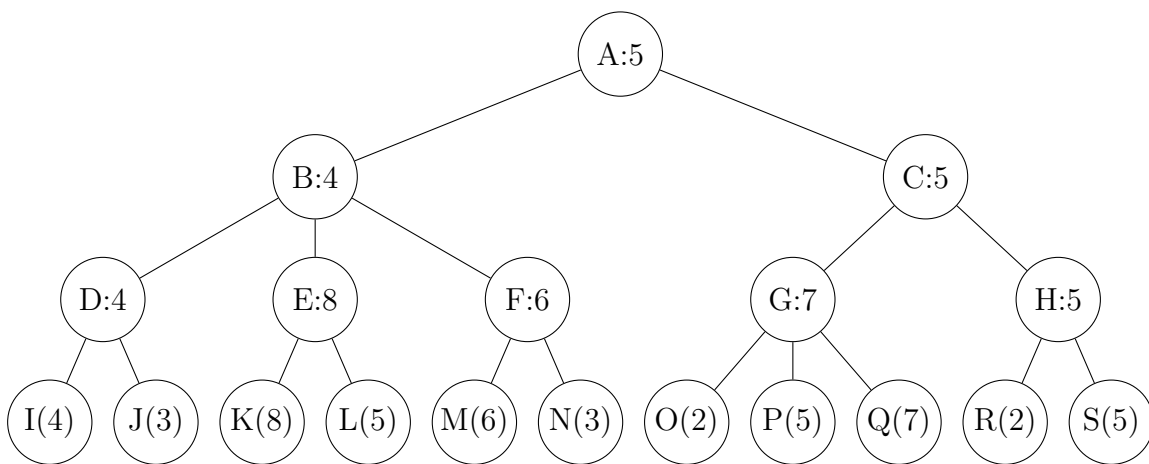 A:5
B:4 C:5
D:4 E:8 F:6 G:7 H:5
I(4) J(3) K(8) L(5) M(6) N(3) O(2) P(5) Q(7) R(2) S(5)